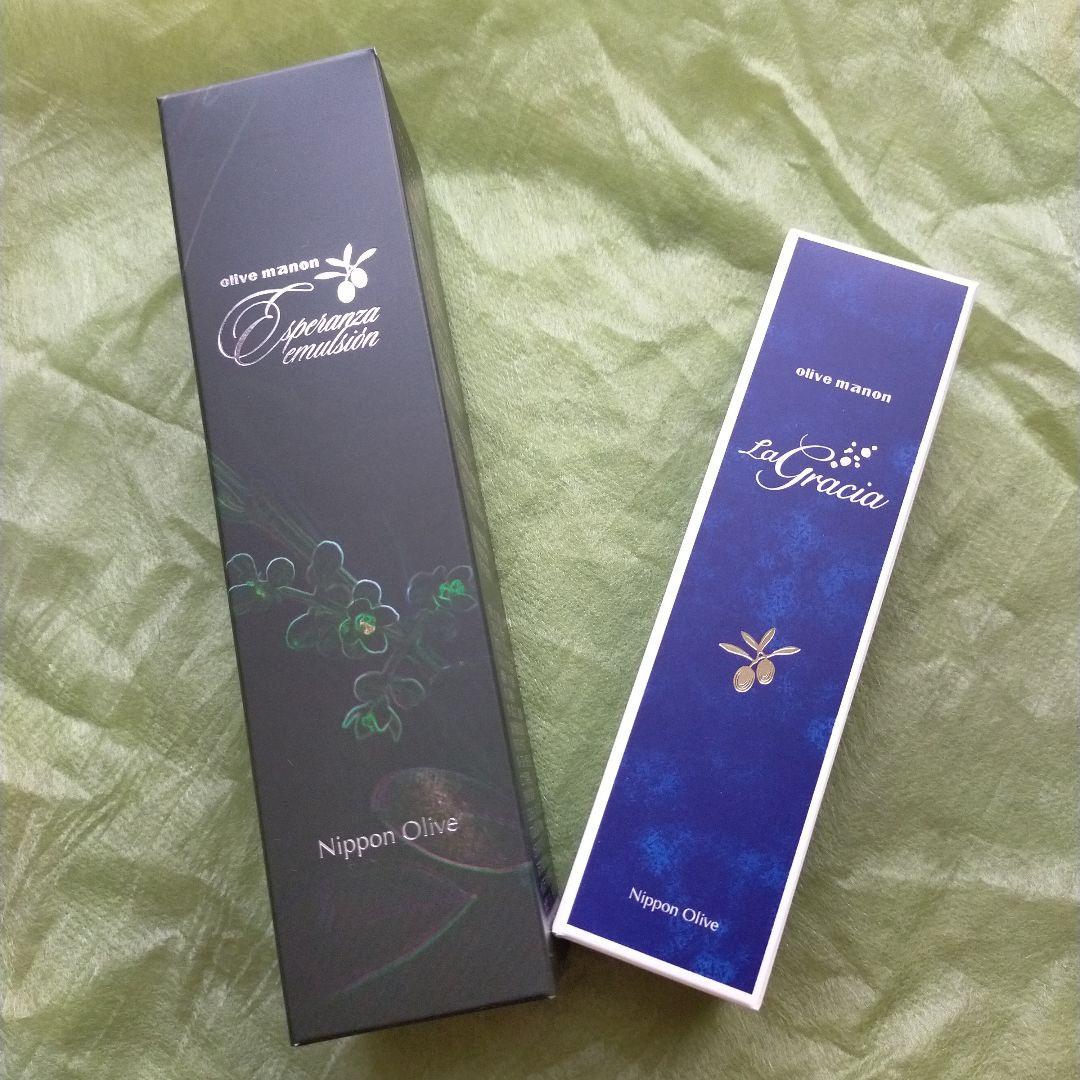 olive manon
Esperanza
emulsión
Nippon Olive
olive manon
La Gracia
Nippon Olive